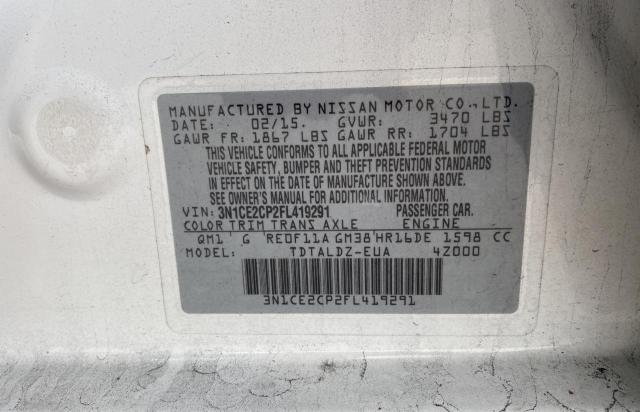 MANUFACTURED BY NISSAN MOTOR CO.,LTD.
DATE: 02/15. GVWR: 3470 LBS
GAWR FR: 1867 LBS GAWR RR: 1704 LBS
THIS VEHICLE CONFORMS TO ALL APPLICABLE FEDERAL MOTOR
VEHICLE SAFETY, BUMPER AND THEFT PREVENTION STANDARDS
IN EFFECT ON THE DATE OF MANUFACTURE SHOWN ABOVE.
SEE OWNER'S MANUAL FOR ADDITIONAL INFORMATION.
VIN: 3N1CE2CP2FL419291 PASSENGER CAR.
COLOR TRIM TRANS AXLE ENGINE
QM1 G RE0F11A GM38 HR16DE 1598 CC
MODEL: TDTALDZ-EUA 4Z000
3N1CE2CP2FL419291